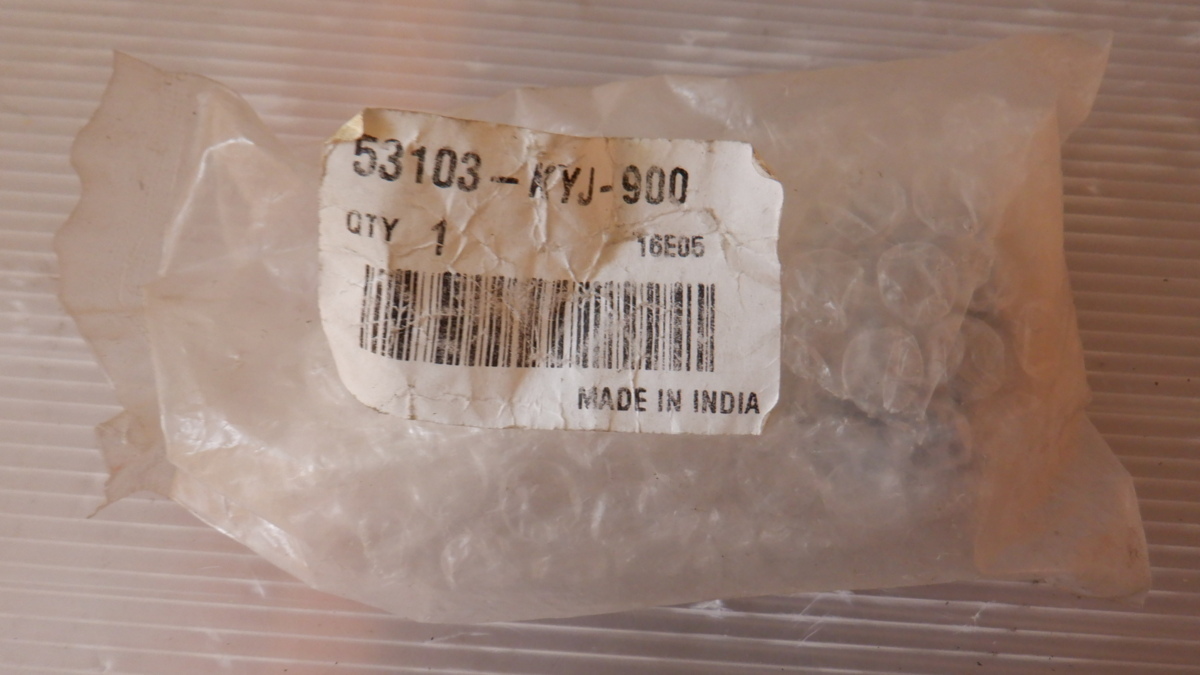 53103-KYJ-900
QTY 1 16E05
MADE IN INDIA